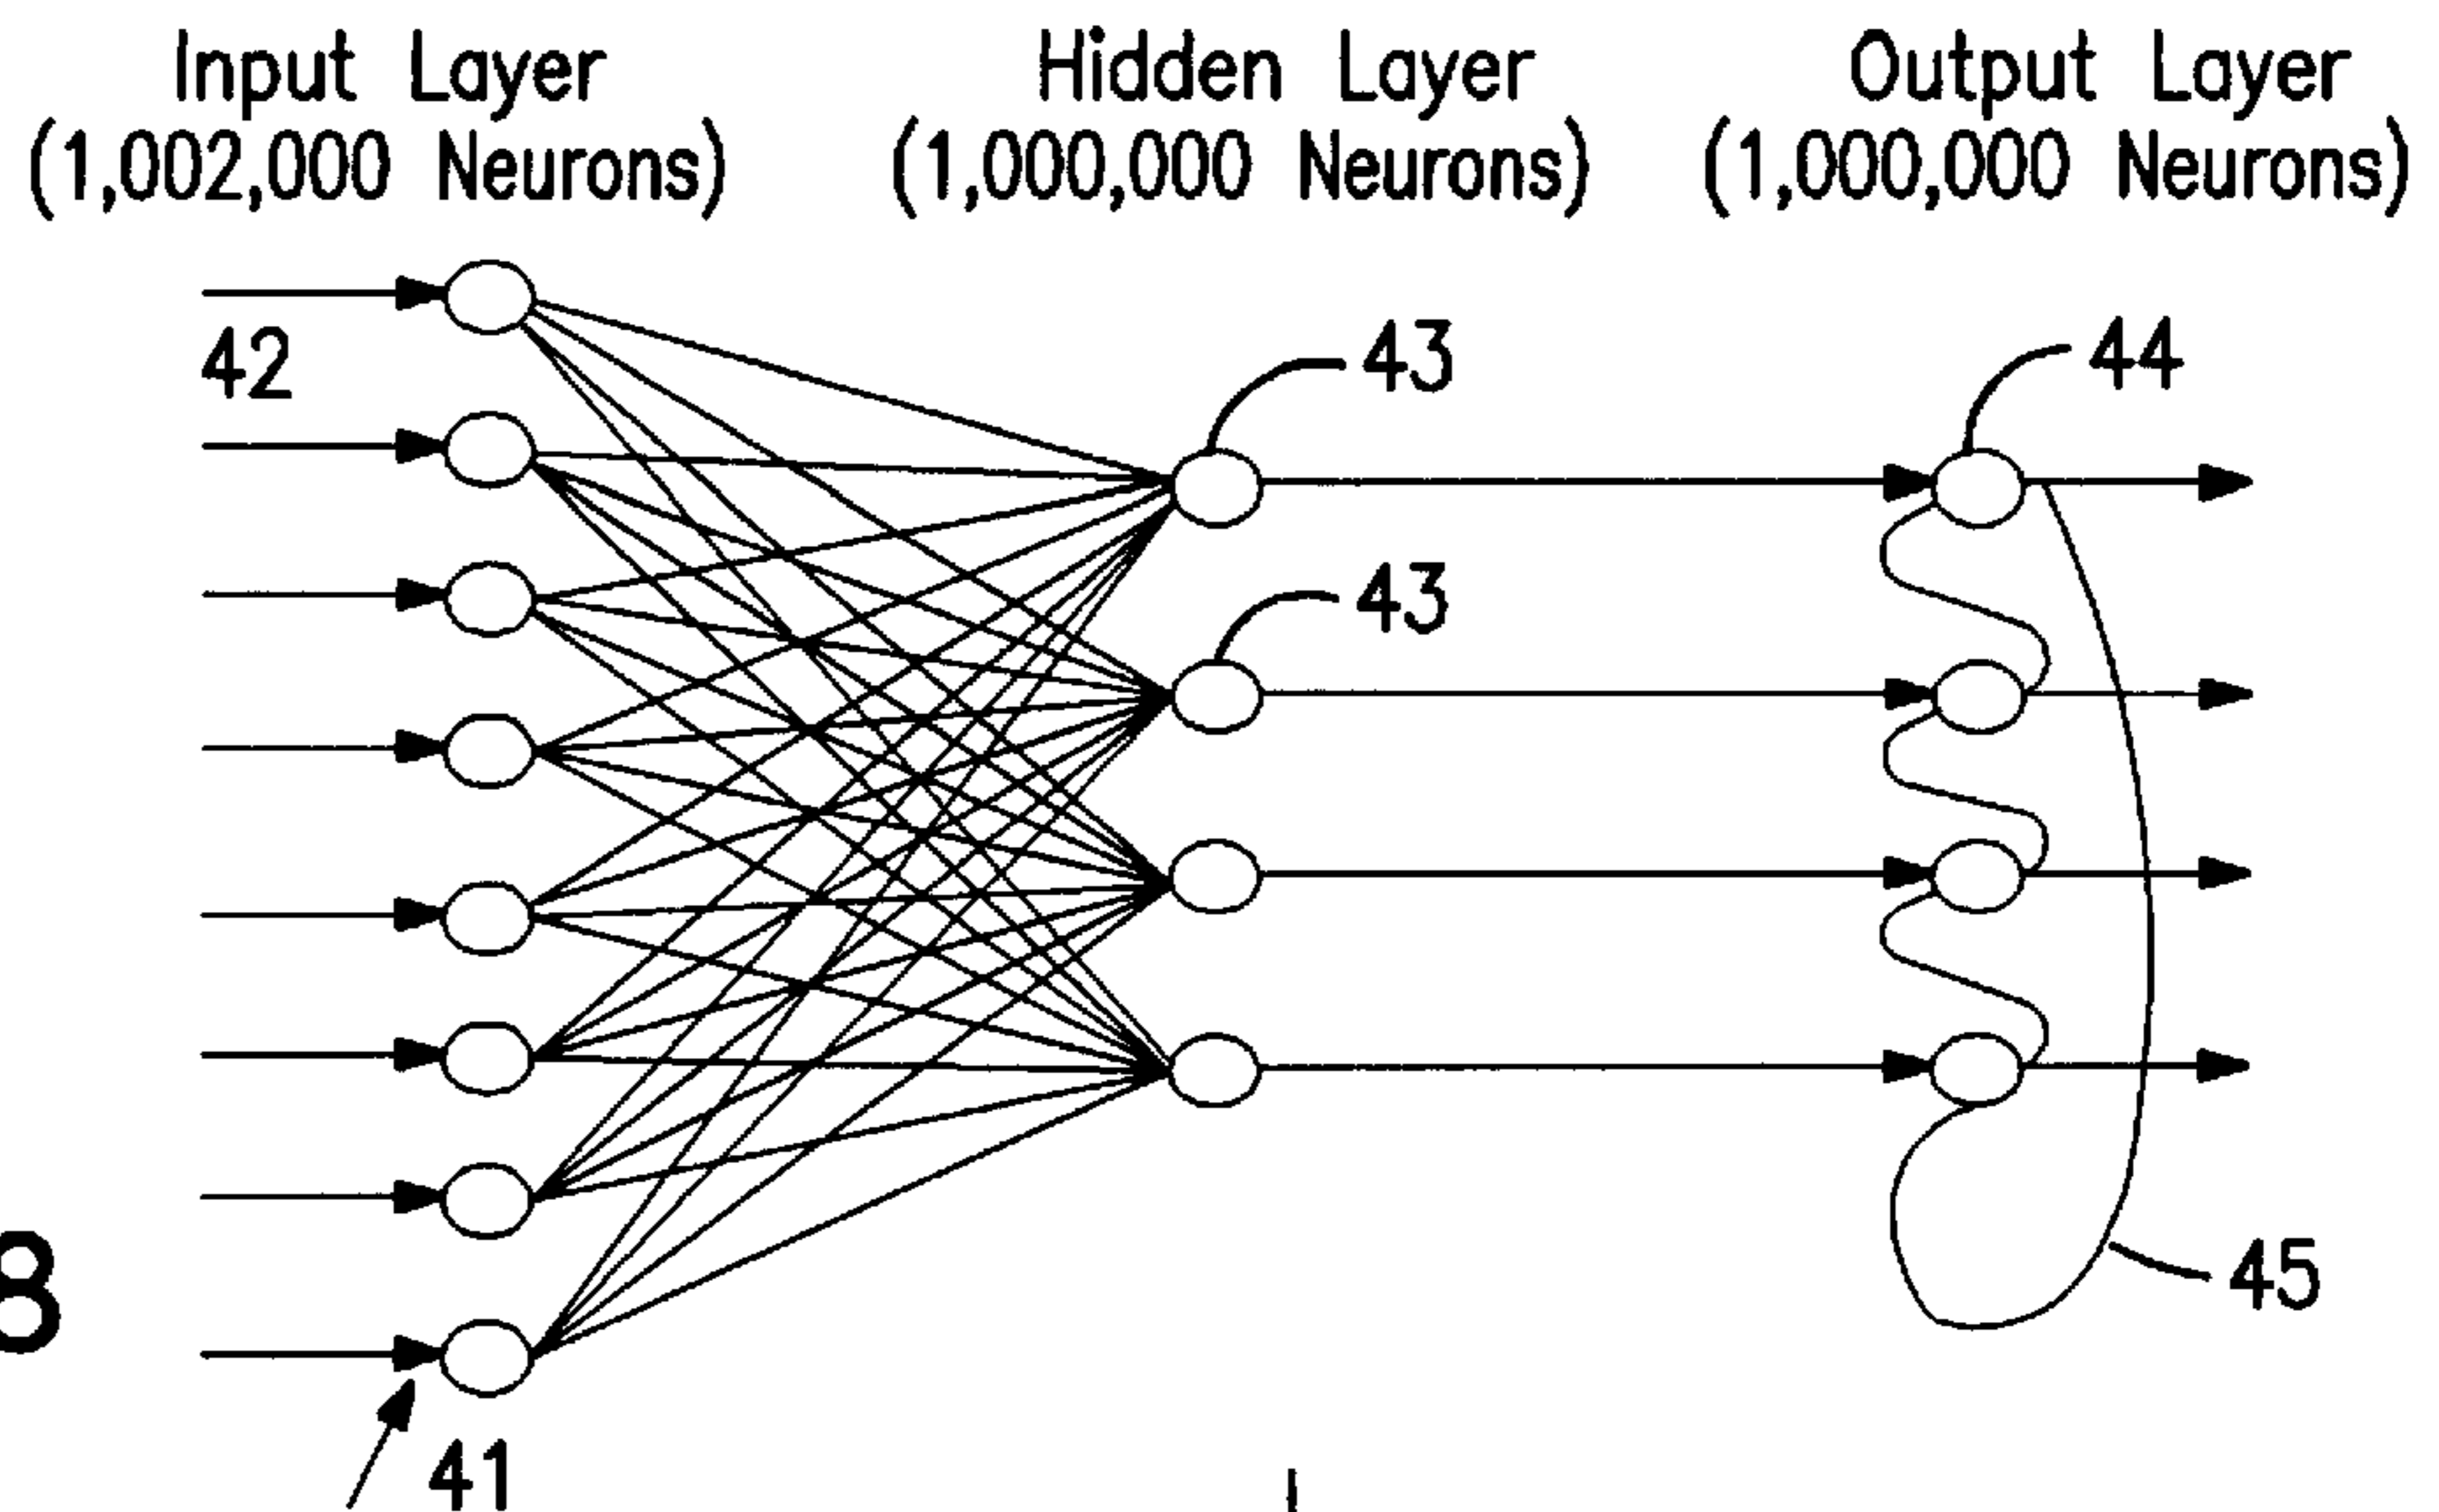 Input Layer
(1,002,000 Neurons)
Hidden Layer
(1,000,000 Neurons)
Output Layer
(1,000,000 Neurons)
42
43
44
43
45
8
41